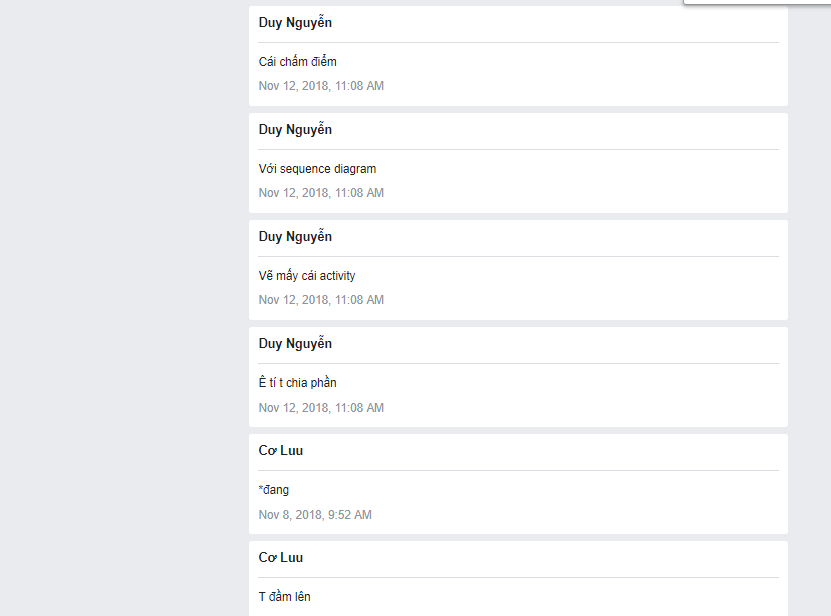 Duy Nguyễn
Cái chấm điểm
Nov 12, 2018, 11:08 AM
Duy Nguyễn
Với sequence diagram
Nov 12, 2018, 11:08 AM
Duy Nguyễn
Vẽ mấy cái activity
Nov 12, 2018, 11:08 AM
Duy Nguyễn
Ê tí t chia phần
Nov 12, 2018, 11:08 AM
Cơ Luu
*đang
Nov 8, 2018, 9:52 AM
Cơ Luu
T đầm lên